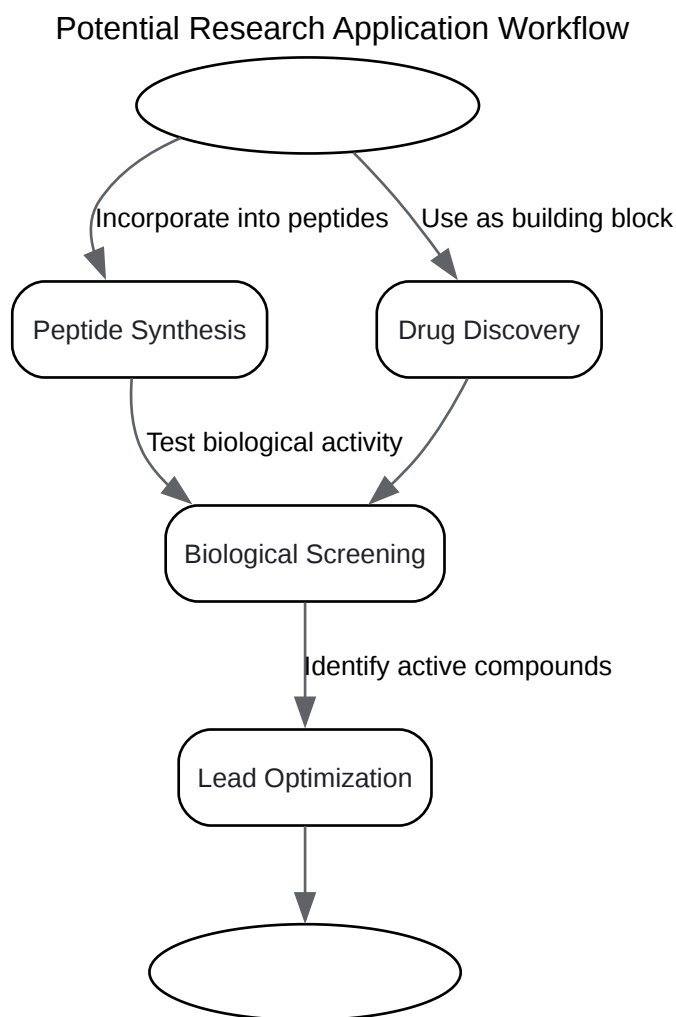 Potential Research Application Workflow
Incorporate into peptides
Use as building block
Peptide Synthesis
Drug Discovery
Test biological activity
Biological Screening
Identify active compounds
Lead Optimization